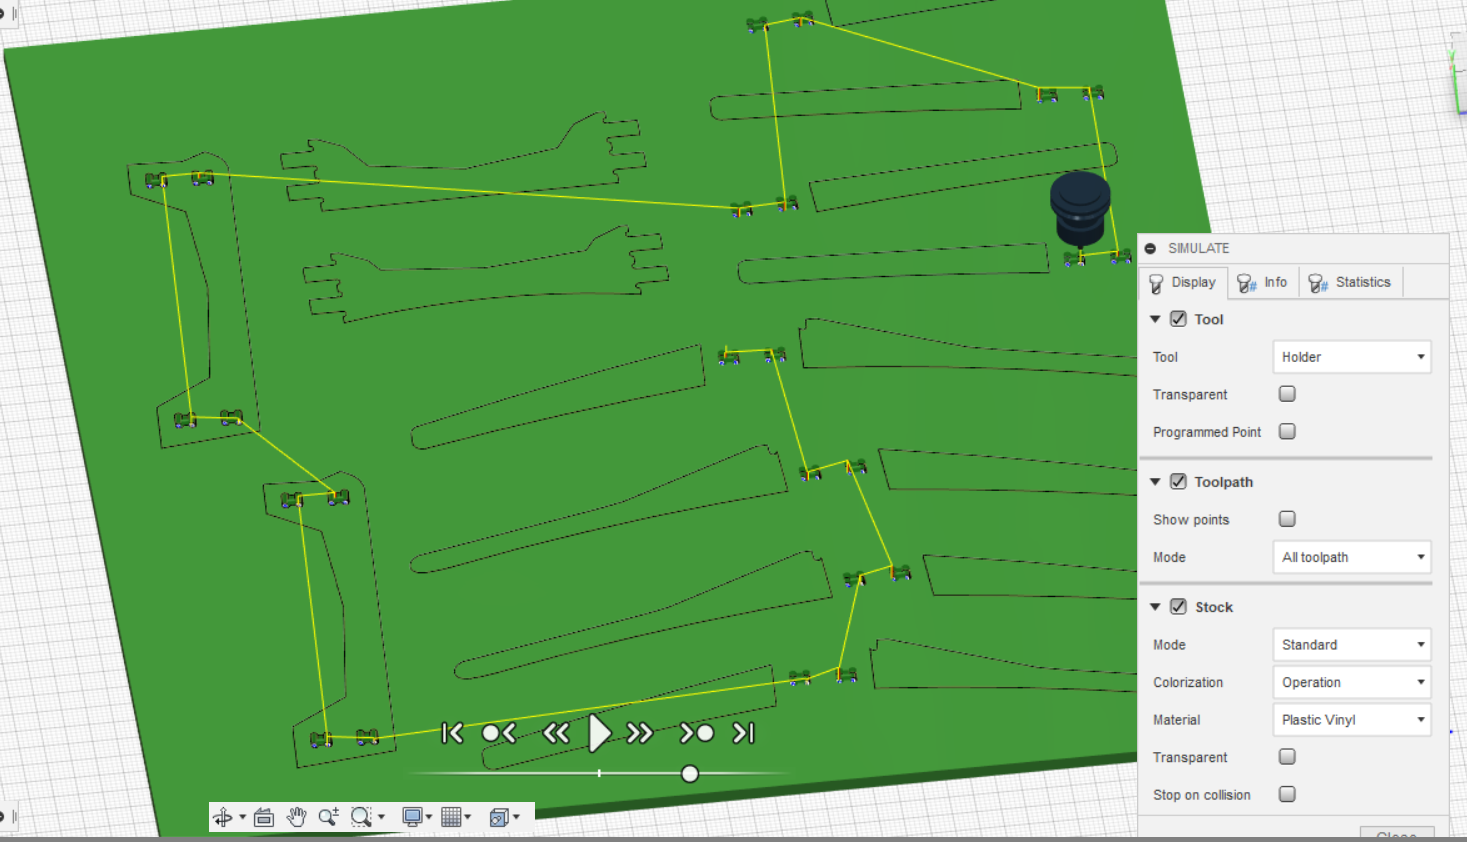 SIMULATE
Display
Info
Statistics
Tool
Tool Holder
Transparent
Programmed Point
Toolpath
Show points
Mode All toolpath
Stock
Mode Standard
Colorization Operation
Material Plastic Vinyl
Transparent
Stop on collision
Close